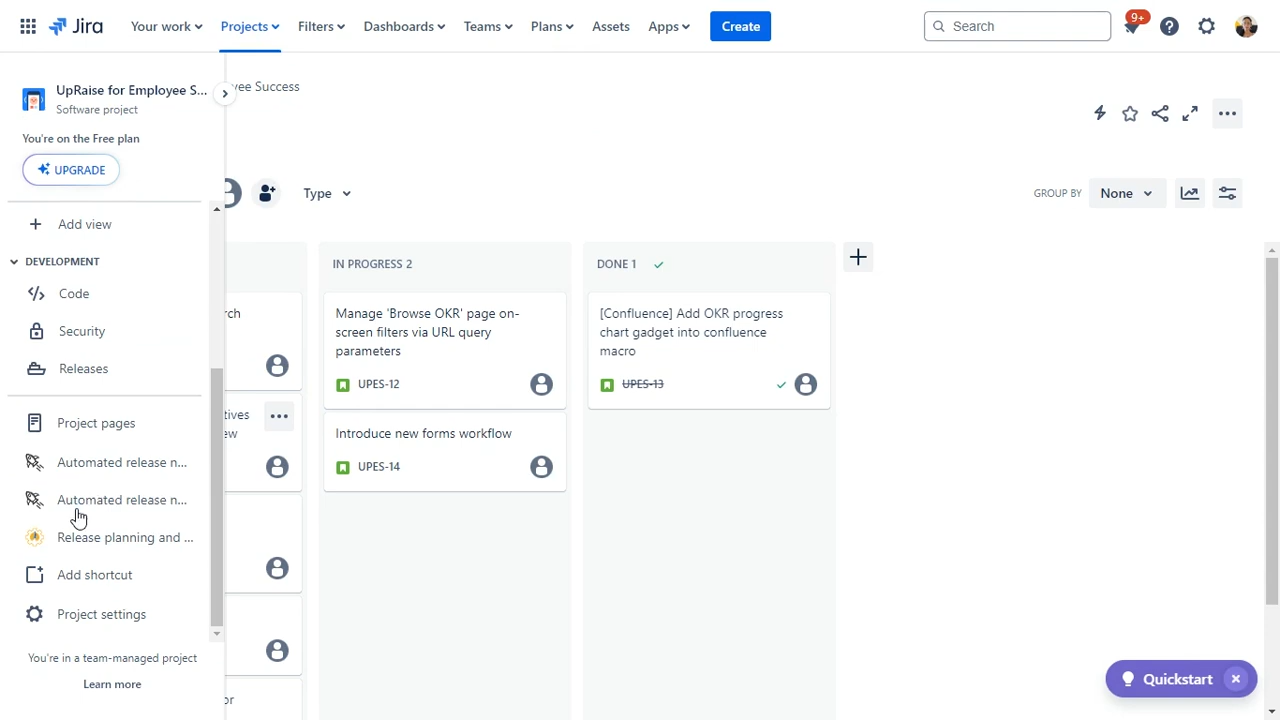 Jira
Your work
Projects
Filters
Dashboards
Teams
Plans
Assets
Apps
Create
Search
9+
UpRaise for Employee S...
Software project
yee Success
You're on the Free plan
UPGRADE
Type
GROUP BY
None
Add view
DEVELOPMENT
Code
Security
Releases
Project pages
Automated release n...
Automated release n...
Release planning and ...
Add shortcut
Project settings
You're in a team-managed project
Learn more
rch
tives
ew
or
IN PROGRESS 2
Manage 'Browse OKR' page on-
screen filters via URL query
parameters
UPES-12
Introduce new forms workflow
UPES-14
DONE 1
[Confluence] Add OKR progress
chart gadget into confluence
macro
UPES-13
Quickstart